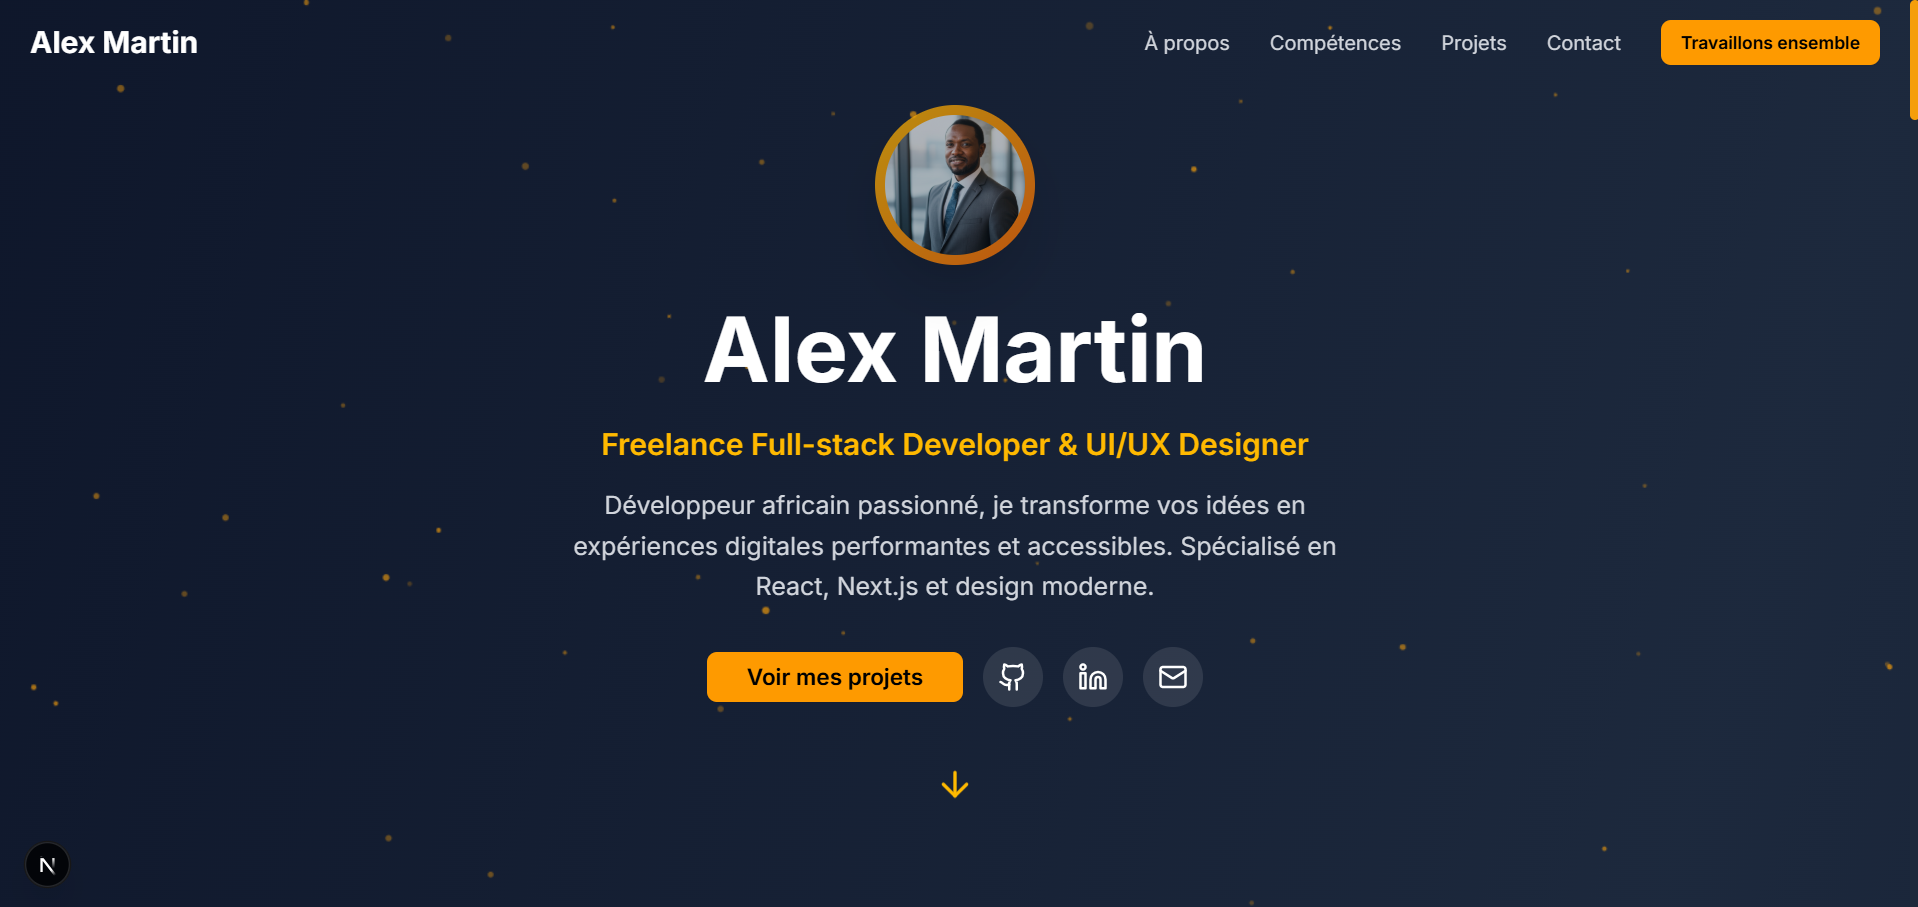 Alex Martin
À propos
Compétences
Projets
Contact
Travaillons ensemble
Alex Martin
Freelance Full-stack Developer & UI/UX Designer
Développeur africain passionné, je transforme vos idées en
expériences digitales performantes et accessibles. Spécialisé en
React, Next.js et design moderne.
Voir mes projets
in
N